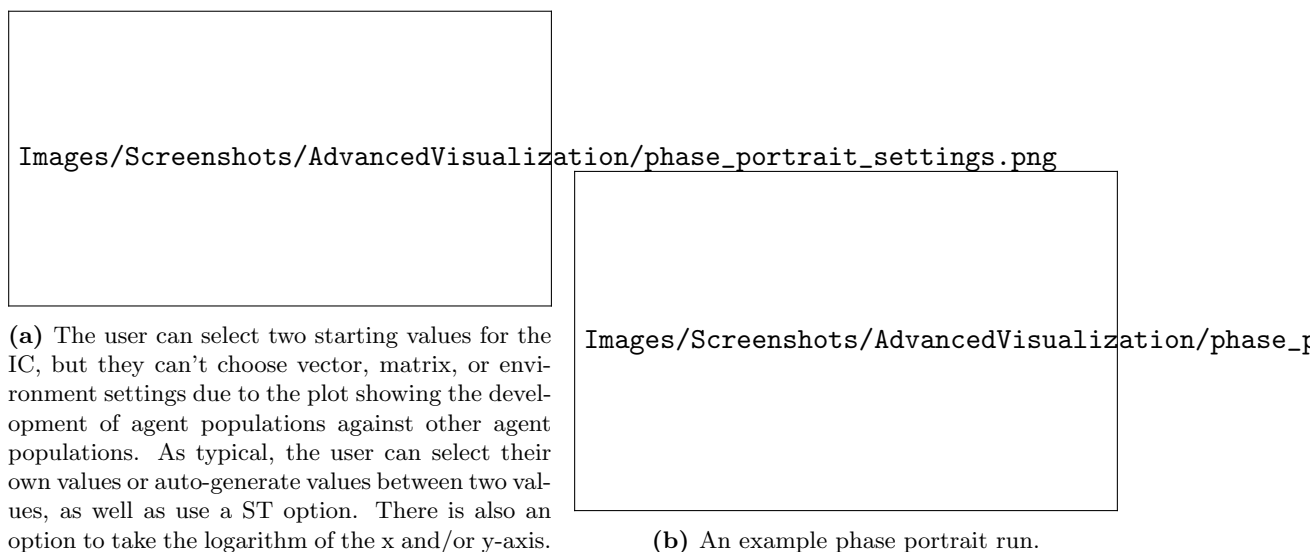 Images/Screenshots/AdvancedVisualization/phase_portrait_settings.png
(a) The user can select two starting values for the
IC, but they can't choose vector, matrix, or envi-
ronment settings due to the plot showing the devel-
opment of agent populations against other agent
populations. As typical, the user can select their
own values or auto-generate values between two val-
ues, as well as use a ST option. There is also an
option to take the logarithm of the x and/or y-axis.
Images/Screenshots/AdvancedVisualization/phase_p
(b) An example phase portrait run.